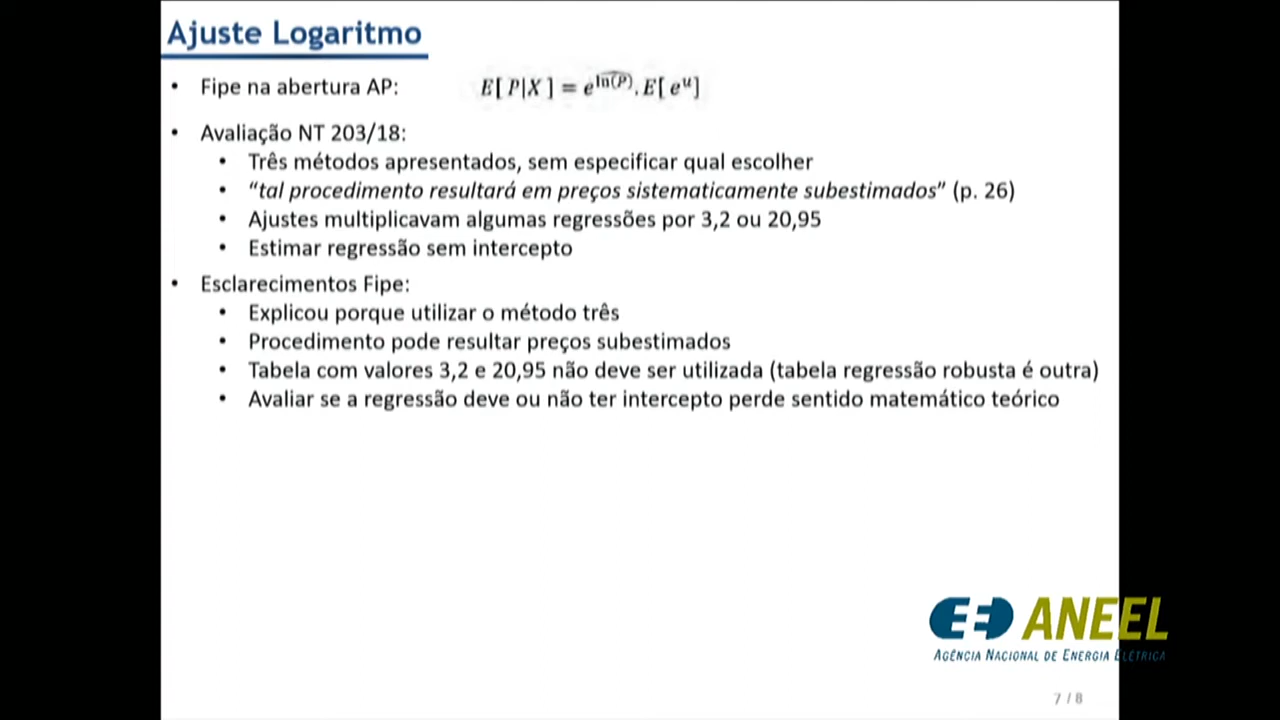 Ajuste Logaritmo
• Fipe na abertura AP: E[ P|X ] = e^{\widehat{ln(P)}}. E[ e^u]
• Avaliação NT 203/18:
• Três métodos apresentados, sem especificar qual escolher
• “tal procedimento resultará em preços sistematicamente subestimados” (p. 26)
• Ajustes multiplicavam algumas regressões por 3,2 ou 20,95
• Estimar regressão sem intercepto
• Esclarecimentos Fipe:
• Explicou porque utilizar o método três
• Procedimento pode resultar preços subestimados
• Tabela com valores 3,2 e 20,95 não deve ser utilizada (tabela regressão robusta é outra)
• Avaliar se a regressão deve ou não ter intercepto perde sentido matemático teórico
ANEEL
AGÊNCIA NACIONAL DE ENERGIA ELÉTRICA
7 / 8